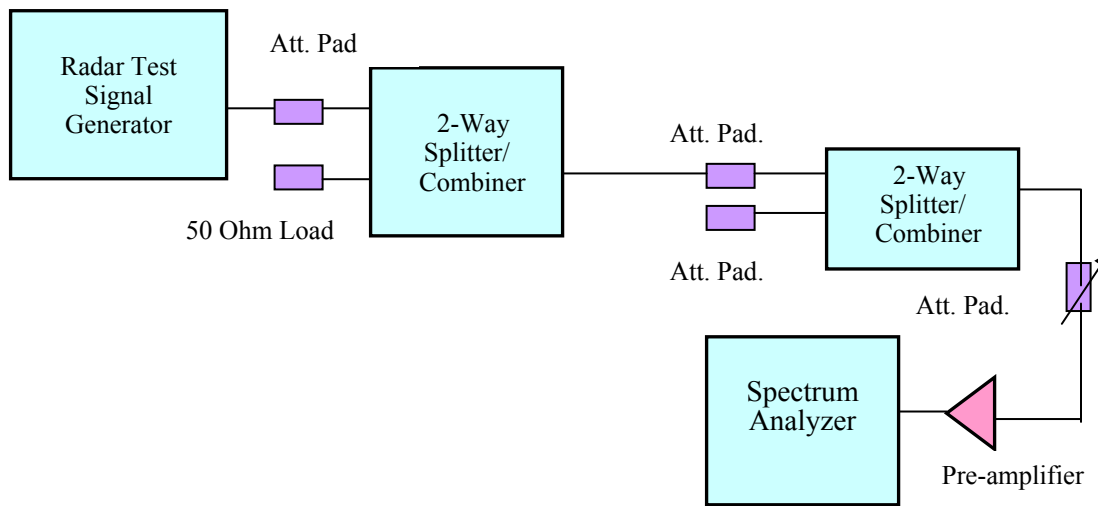 Radar Test
Signal
Generator
Att. Pad
50 Ohm Load
2-Way
Splitter/
Combiner
Att. Pad.
Att. Pad.
2-Way
Splitter/
Combiner
Att. Pad.
Spectrum
Analyzer
Pre-amplifier